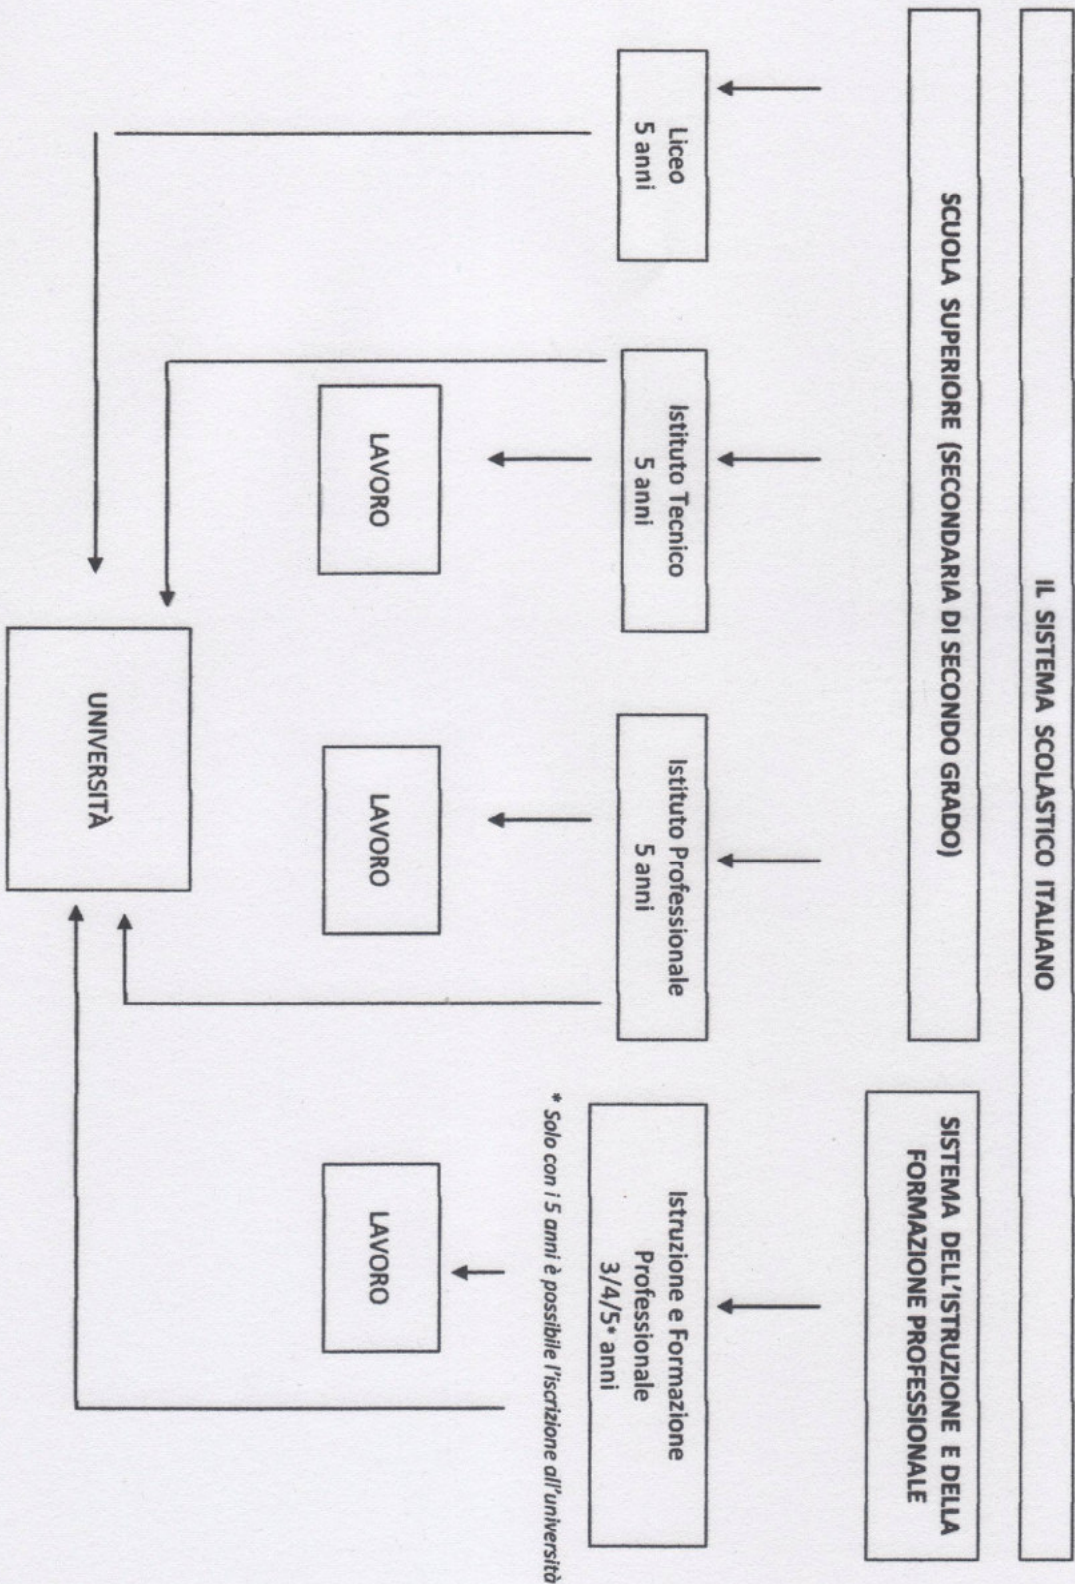 IL SISTEMA SCOLASTICO ITALIANO
SCUOLA SUPERIORE (SECONDARIA DI SECONDO GRADO)
SISTEMA DELL'ISTRUZIONE E DELLA
FORMAZIONE PROFESSIONALE
Liceo
5 anni
Istituto Tecnico
5 anni
Istituto Professionale
5 anni
Istruzione e Formazione
Professionale
3/4/5* anni
* Solo con i 5 anni è possibile l'iscrizione all'università
LAVORO
LAVORO
LAVORO
UNIVERSITÀ